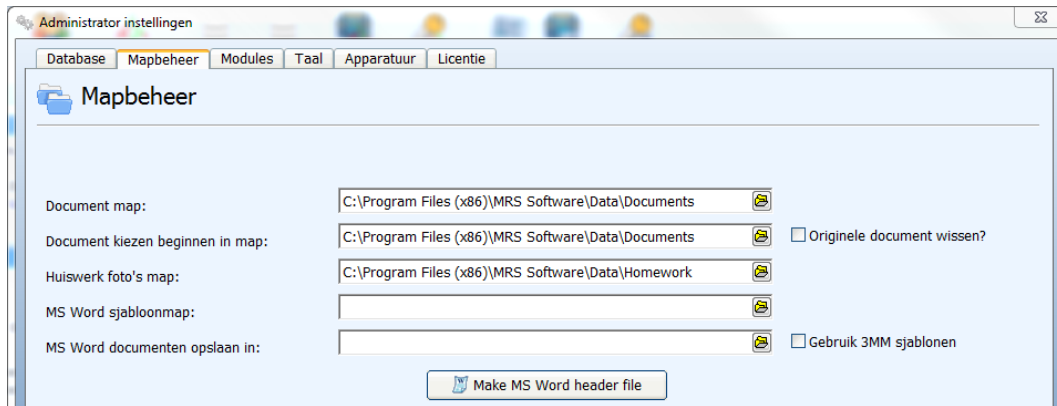 Administrator instellingen
Database Mapbeheer Modules Taal Apparatuur Licentie
Mapbeheer
Document map: C:\Program Files (x86)\MRS Software\Data\Documents
Document kiezen beginnen in map: C:\Program Files (x86)\MRS Software\Data\Documents Originele document wissen?
Huiswerk foto's map: C:\Program Files (x86)\MRS Software\Data\Homework
MS Word sjabloonmap:
MS Word documenten opslaan in: Gebruik 3MM sjablonen
Make MS Word header file